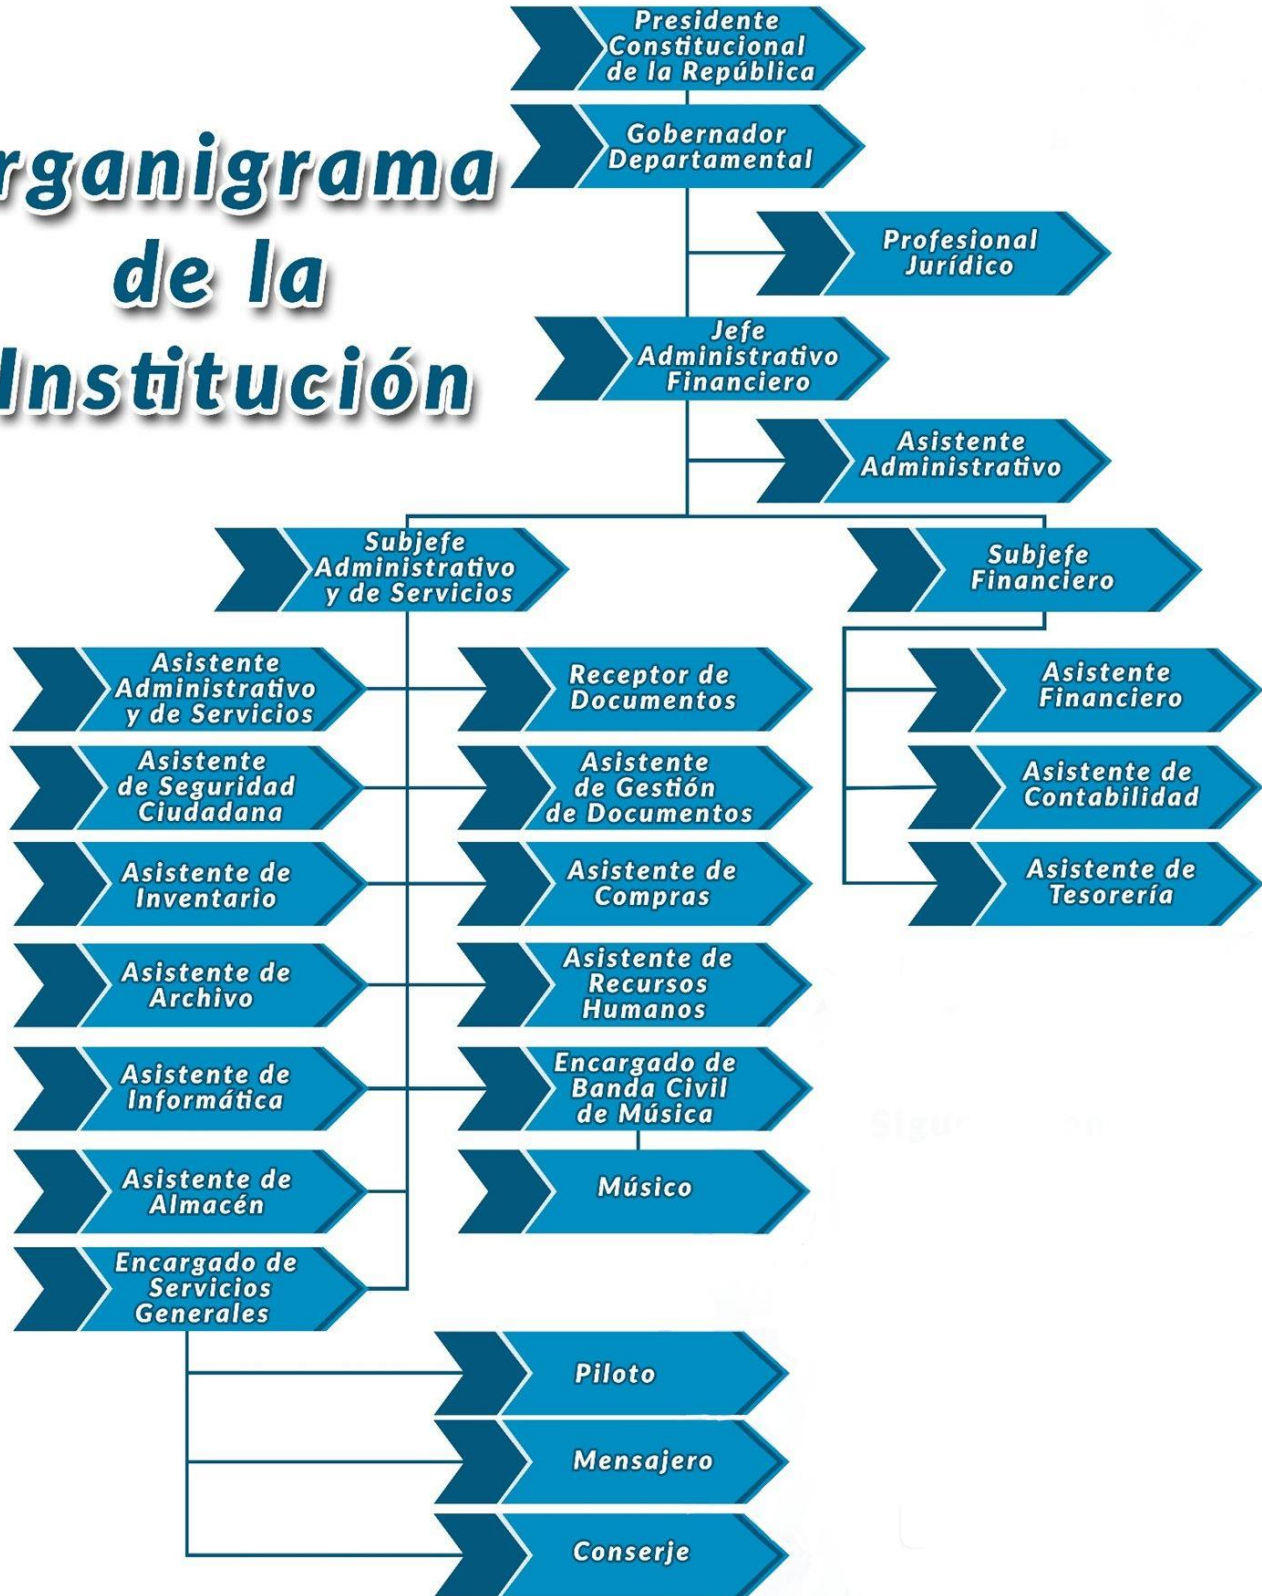 Presidente
Constitucional
de la República
Gobernador
Departamental
rganigrama
de la
Institución
Profesional
Jurídico
Jefe
Administrativo
Financiero
Asistente
Administrativo
Subjefe
Administrativo
y de Servicios
Subjefe
Financiero
Asistente
Administrativo
y de Servicios
Receptor de
Documentos
Asistente
Financiero
Asistente
de Seguridad
Ciudadana
Asistente
de Gestión
de Documentos
Asistente de
Contabilidad
Asistente de
Inventario
Asistente de
Compras
Asistente de
Tesorería
Asistente de
Archivo
Asistente de
Recursos
Humanos
Asistente de
Informática
Encargado de
Banda Civil
de Música
Asistente de
Almacén
Músico
Encargado de
Servicios
Generales
Piloto
Mensajero
Conserje